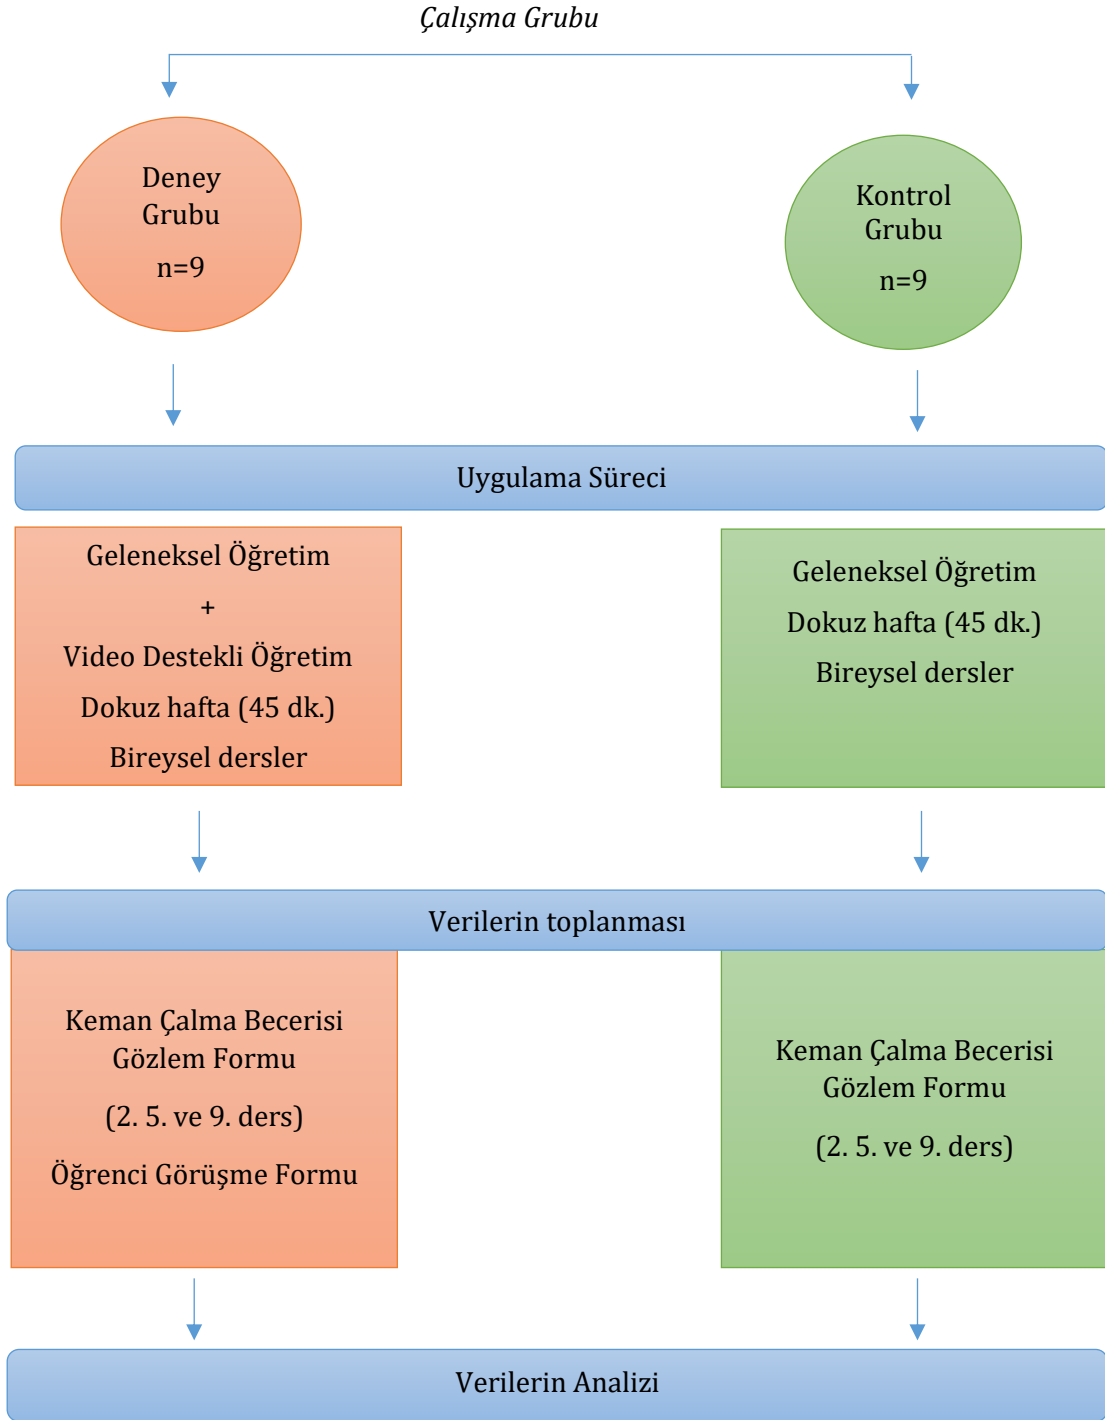 Çalışma Grubu
Deney
Grubu
n=9
Kontrol
Grubu
n=9
Uygulama Süreci
Geleneksel Öğretim
+
Video Destekli Öğretim
Dokuz hafta (45 dk.)
Bireysel dersler
Geleneksel Öğretim
Dokuz hafta (45 dk.)
Bireysel dersler
Verilerin toplanması
Keman Çalma Becerisi
Gözlem Formu
(2. 5. ve 9. ders)
Öğrenci Görüşme Formu
Keman Çalma Becerisi
Gözlem Formu
(2. 5. ve 9. ders)
Verilerin Analizi